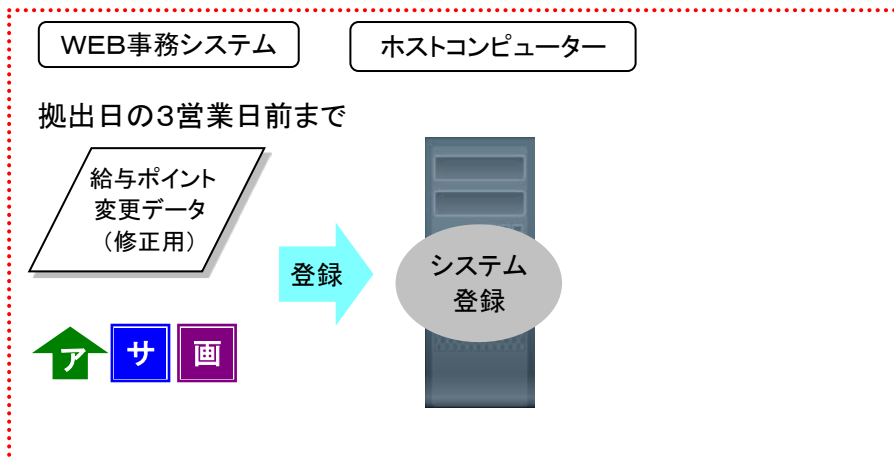 WEB事務システム
ホストコンピューター
拠出日の3営業日前まで
給与ポイント
変更データ
（修正用）
登録
システム
登録
ア
サ
画